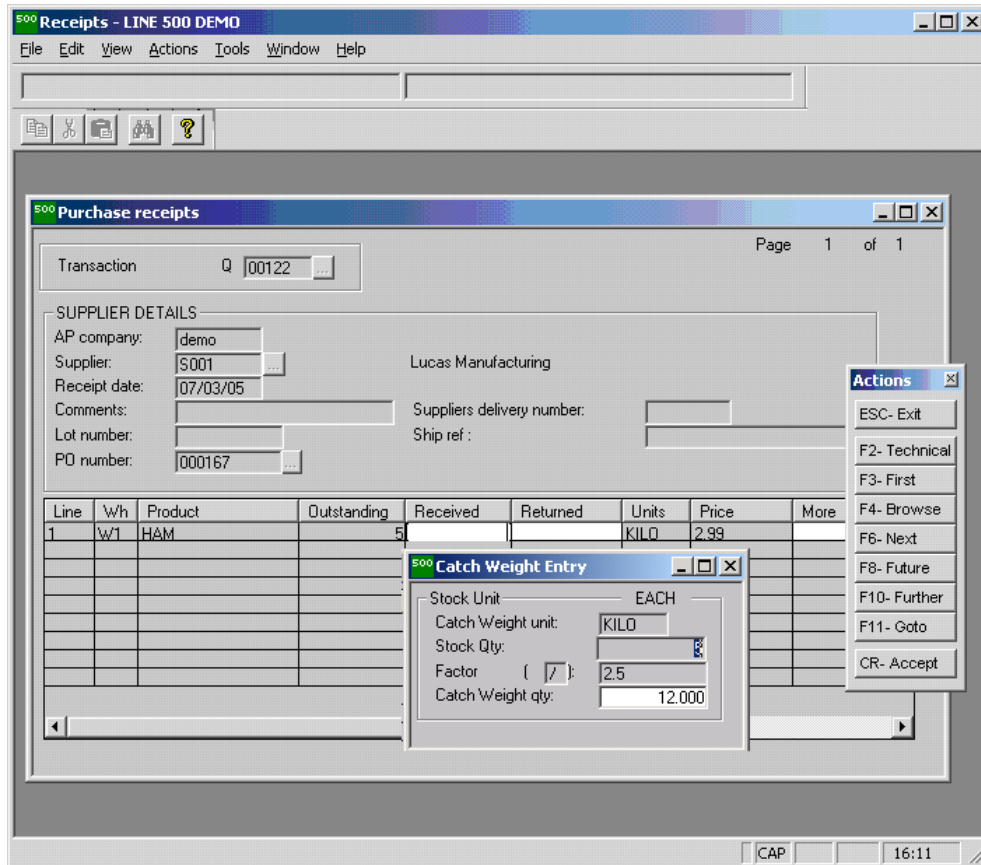 500 Receipts - LINE 500 DEMO
File Edit View Actions Tools Window Help
500 Purchase receipts
Page 1 of 1
Transaction Q 00122 ...
SUPPLIER DETAILS
AP company: demo
Supplier: S001 ... Lucas Manufacturing
Receipt date: 07/03/05
Comments: Suppliers delivery number:
Lot number: Ship ref :
PO number: 000167 ...
Line Wh Product Outstanding Received Returned Units Price More
1 W1 HAM 5 KILO 2.99
500 Catch Weight Entry
Stock Unit EACH
Catch Weight unit: KILO
Stock Qty:
Factor ( / ): 2.5
Catch Weight qty: 12.000
Actions
ESC- Exit
F2- Technical
F3- First
F4- Browse
F6- Next
F8- Future
F10- Further
F11- Goto
CR- Accept
CAP 16:11